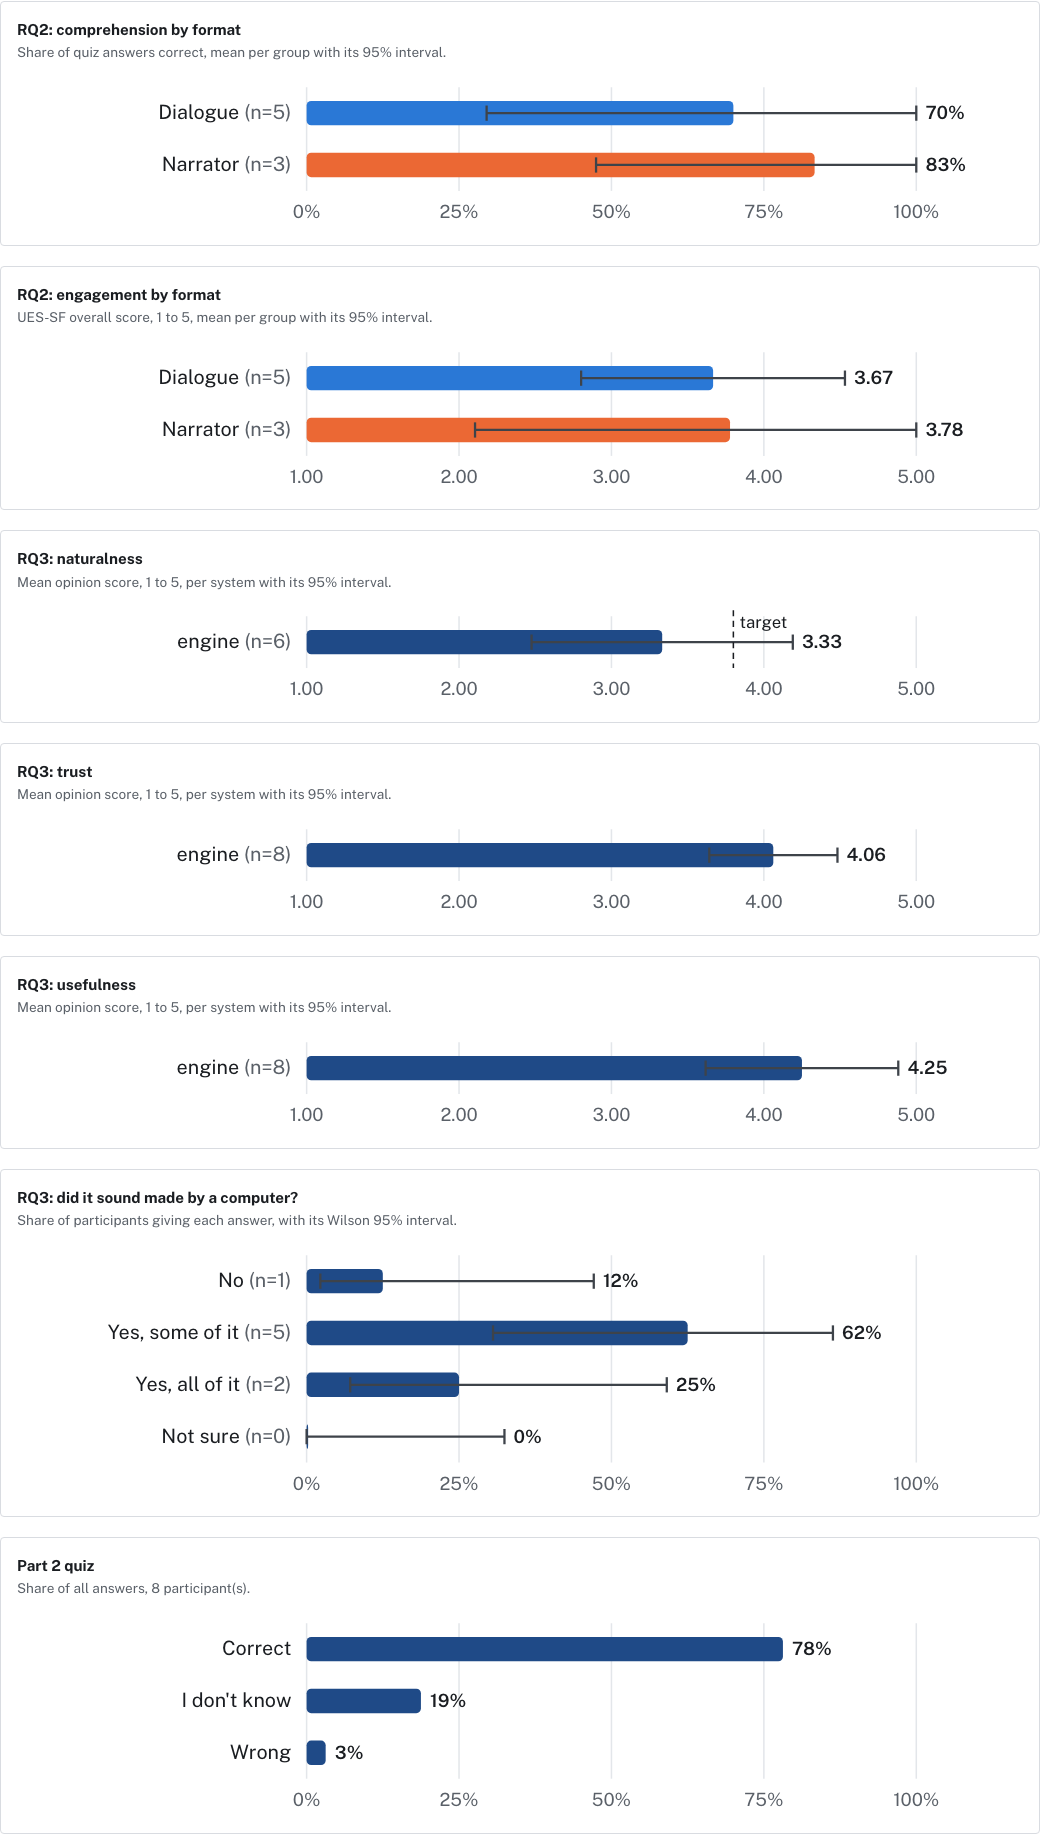 RQ2: comprehension by format
Share of quiz answers correct, mean per group with its 95% interval.
Dialogue (n=5) 70%
Narrator (n=3) 83%
0% 25% 50% 75% 100%
RQ2: engagement by format
UES-SF overall score, 1 to 5, mean per group with its 95% interval.
Dialogue (n=5) 3.67
Narrator (n=3) 3.78
1.00 2.00 3.00 4.00 5.00
RQ3: naturalness
Mean opinion score, 1 to 5, per system with its 95% interval.
target
engine (n=6) 3.33
1.00 2.00 3.00 4.00 5.00
RQ3: trust
Mean opinion score, 1 to 5, per system with its 95% interval.
engine (n=8) 4.06
1.00 2.00 3.00 4.00 5.00
RQ3: usefulness
Mean opinion score, 1 to 5, per system with its 95% interval.
engine (n=8) 4.25
1.00 2.00 3.00 4.00 5.00
RQ3: did it sound made by a computer?
Share of participants giving each answer, with its Wilson 95% interval.
No (n=1) 12%
Yes, some of it (n=5) 62%
Yes, all of it (n=2) 25%
Not sure (n=0) 0%
0% 25% 50% 75% 100%
Part 2 quiz
Share of all answers, 8 participant(s).
Correct 78%
I don't know 19%
Wrong 3%
0% 25% 50% 75% 100%